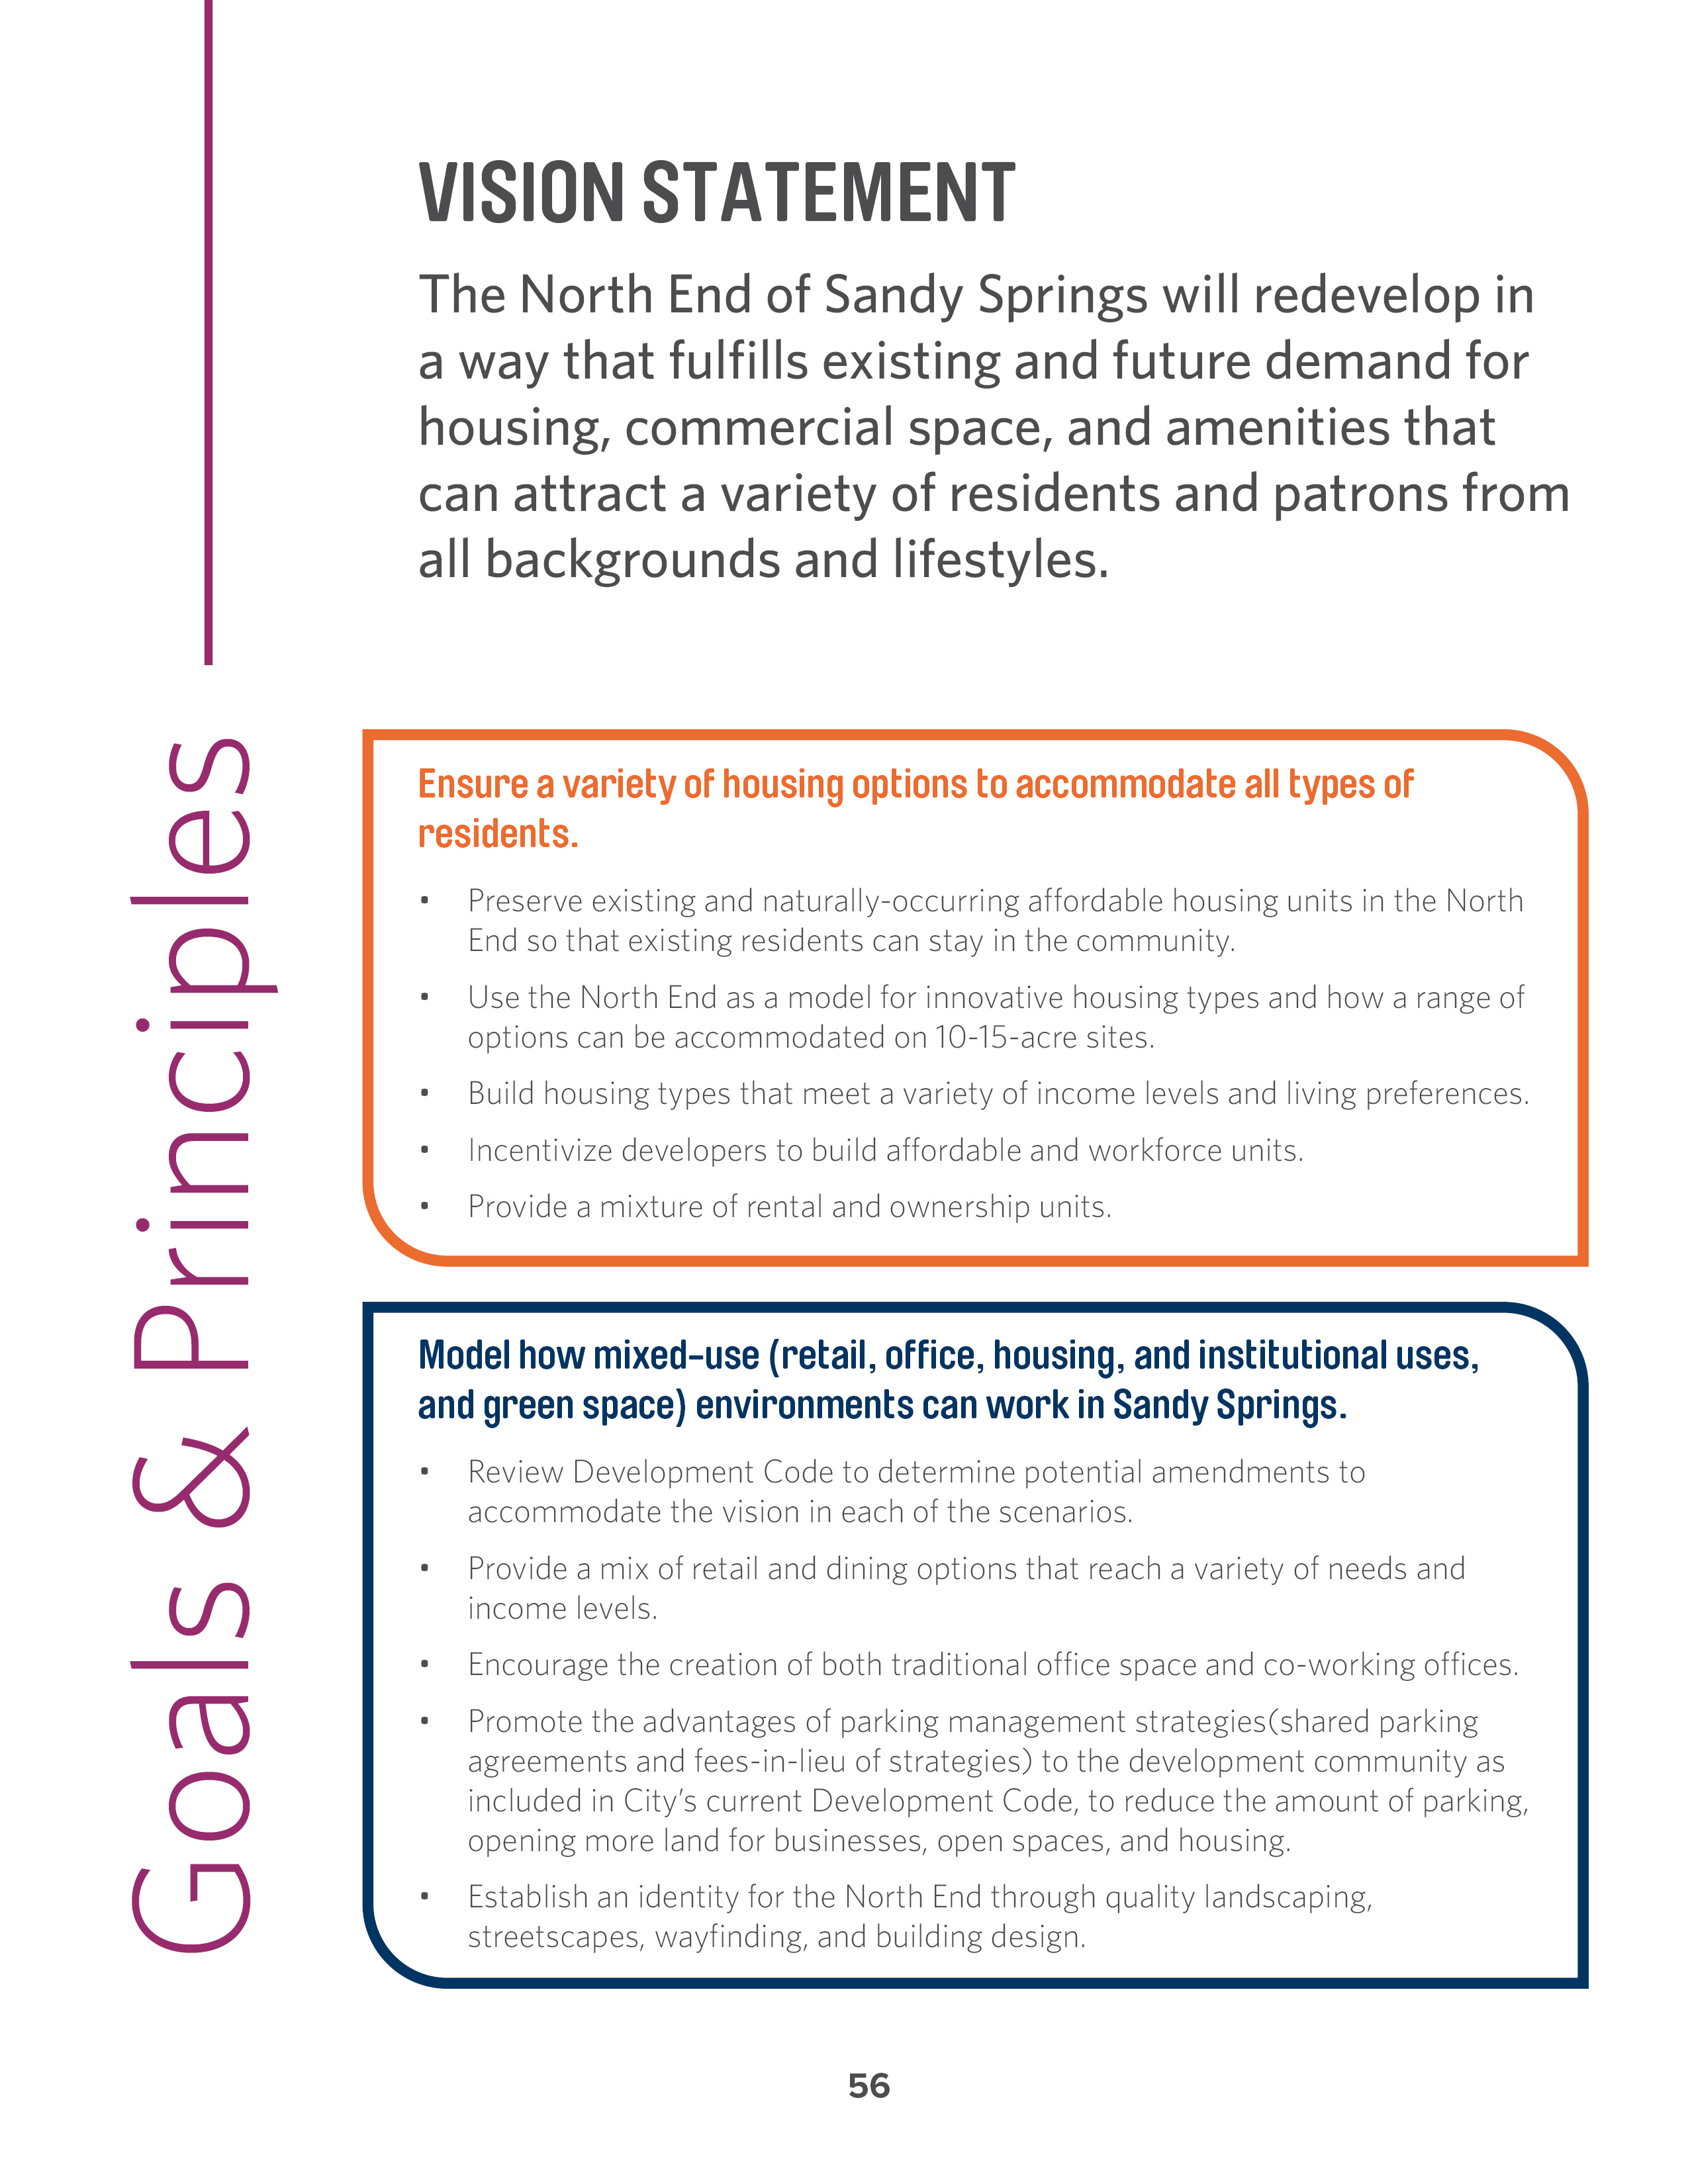 Goals & Principles
VISION STATEMENT
The North End of Sandy Springs will redevelop in
a way that fulfills existing and future demand for
housing, commercial space, and amenities that
can attract a variety of residents and patrons from
all backgrounds and lifestyles.
Ensure a variety of housing options to accommodate all types of
residents.
• Preserve existing and naturally-occurring affordable housing units in the North
End so that existing residents can stay in the community.
• Use the North End as a model for innovative housing types and how a range of
options can be accommodated on 10-15-acre sites.
• Build housing types that meet a variety of income levels and living preferences.
• Incentivize developers to build affordable and workforce units.
• Provide a mixture of rental and ownership units.
Model how mixed-use (retail, office, housing, and institutional uses,
and green space) environments can work in Sandy Springs.
• Review Development Code to determine potential amendments to
accommodate the vision in each of the scenarios.
• Provide a mix of retail and dining options that reach a variety of needs and
income levels.
• Encourage the creation of both traditional office space and co-working offices.
• Promote the advantages of parking management strategies(shared parking
agreements and fees-in-lieu of strategies) to the development community as
included in City's current Development Code, to reduce the amount of parking,
opening more land for businesses, open spaces, and housing.
• Establish an identity for the North End through quality landscaping,
streetscapes, wayfinding, and building design.
56